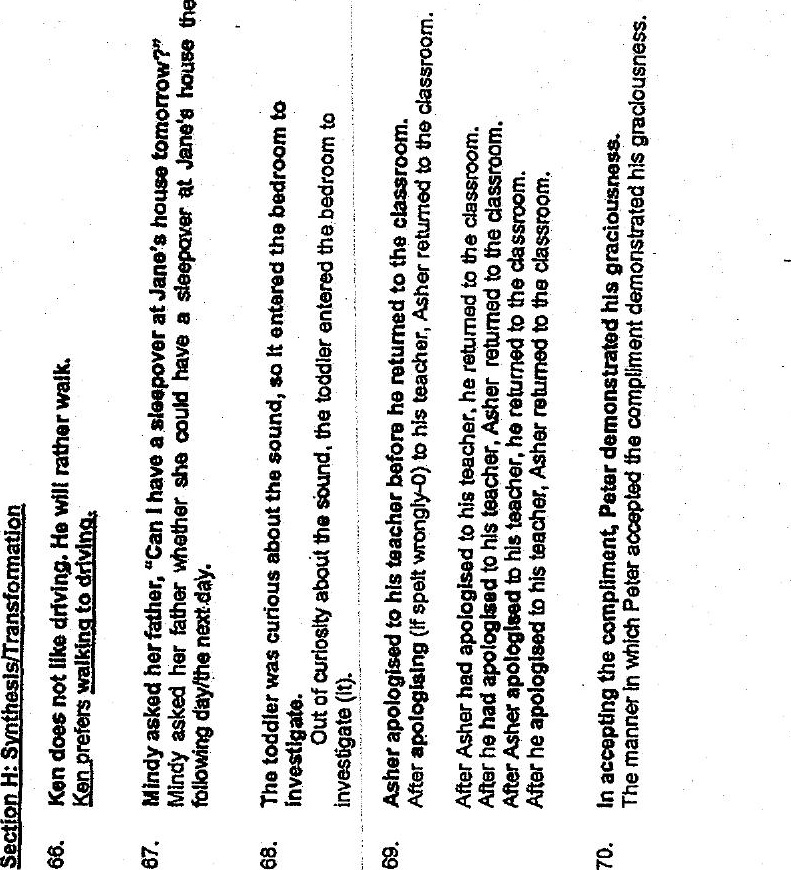 Section H: Synthesis/Transformation
66. Ken does not like driving. He will rather walk.
Ken prefers walking to driving.
67. Mindy asked her father, “Can I have a sleepover at Jane's house tomorrow?”
Mindy asked her father whether she could have a sleepover at Jane's house the
following day/the next day.
68. The toddler was curious about the sound, so it entered the bedroom to
investigate.
Out of curiosity about the sound, the toddler entered the bedroom to
investigate (it).
69. Asher apologised to his teacher before he returned to the classroom.
After apologising (if spelt wrongly-0) to his teacher, Asher returned to the classroom.
After Asher had apologised to his teacher, he returned to the classroom.
After he had apologised to his teacher, Asher returned to the classroom.
After Asher apologised to his teacher, he returned to the classroom.
After he apologised to his teacher, Asher returned to the classroom.
70. In accepting the compliment, Peter demonstrated his graciousness.
The manner in which Peter accepted the compliment demonstrated his graciousness.